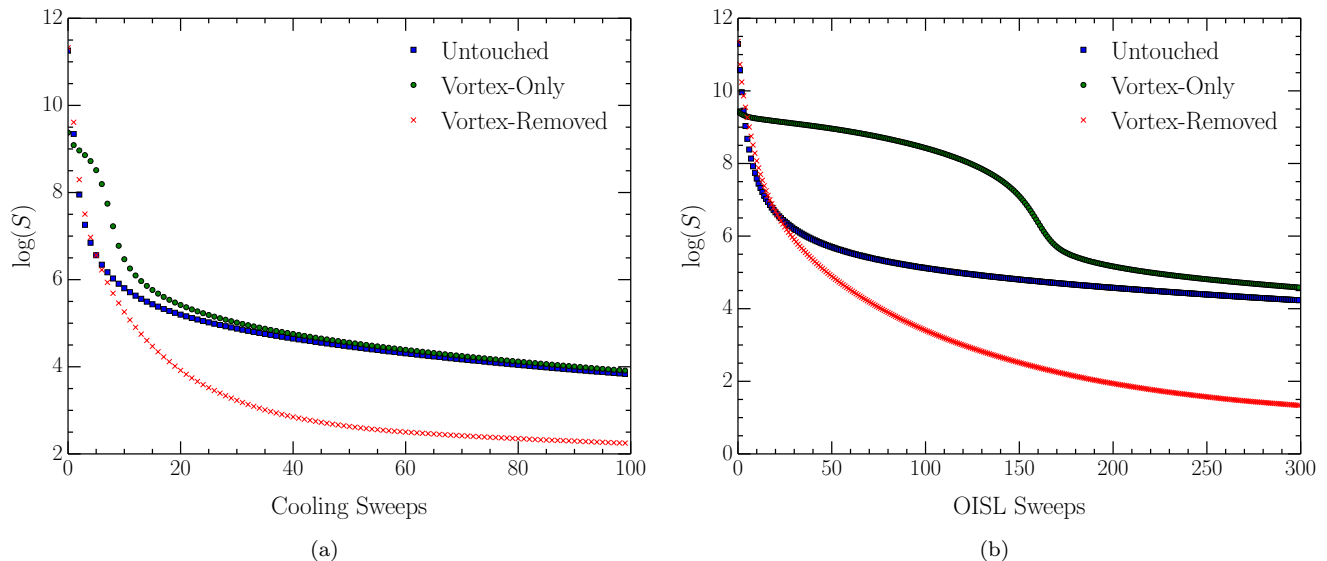 12
10
8
6
4
2
log(S)
0 20 40 60 80 100
Cooling Sweeps
Untouched
Vortex-Only
Vortex-Removed
(a)
12
10
8
6
4
2
0
log(S)
0 50 100 150 200 250 300
OISL Sweeps
Untouched
Vortex-Only
Vortex-Removed
(b)